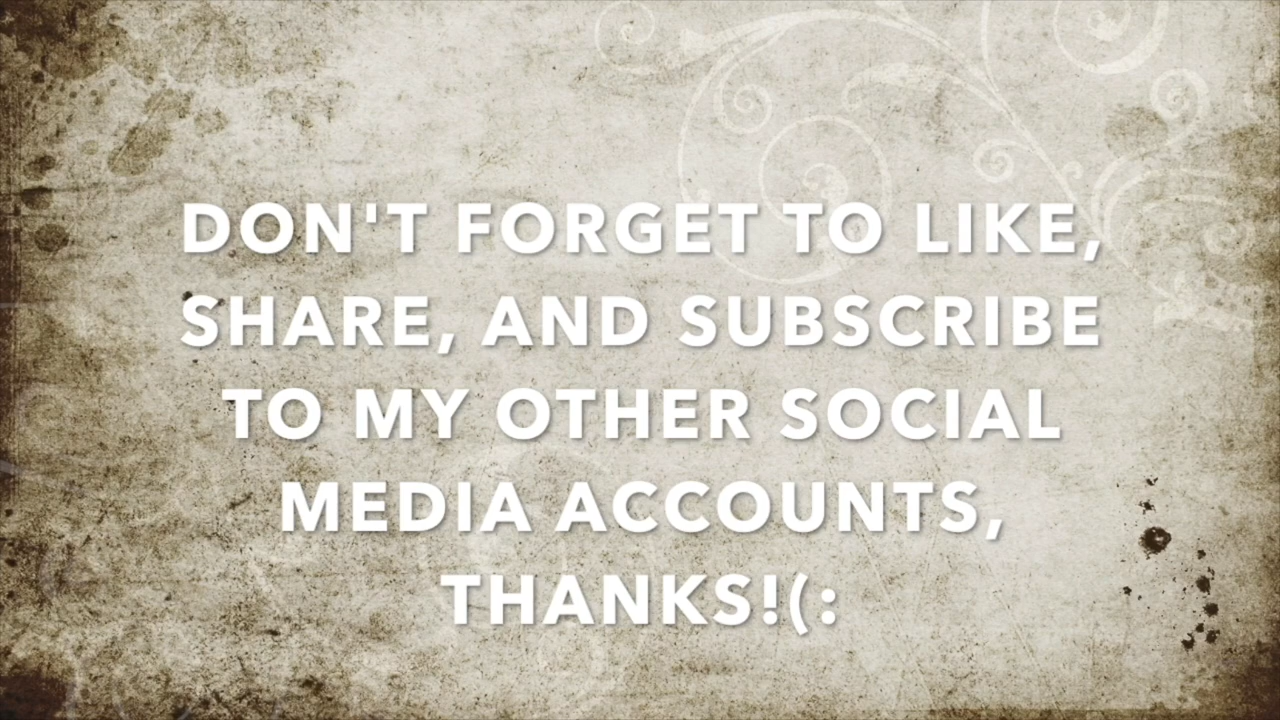 DON'T FORGET TO LIKE,
SHARE, AND SUBSCRIBE
TO MY OTHER SOCIAL
MEDIA ACCOUNTS,
THANKS!(: